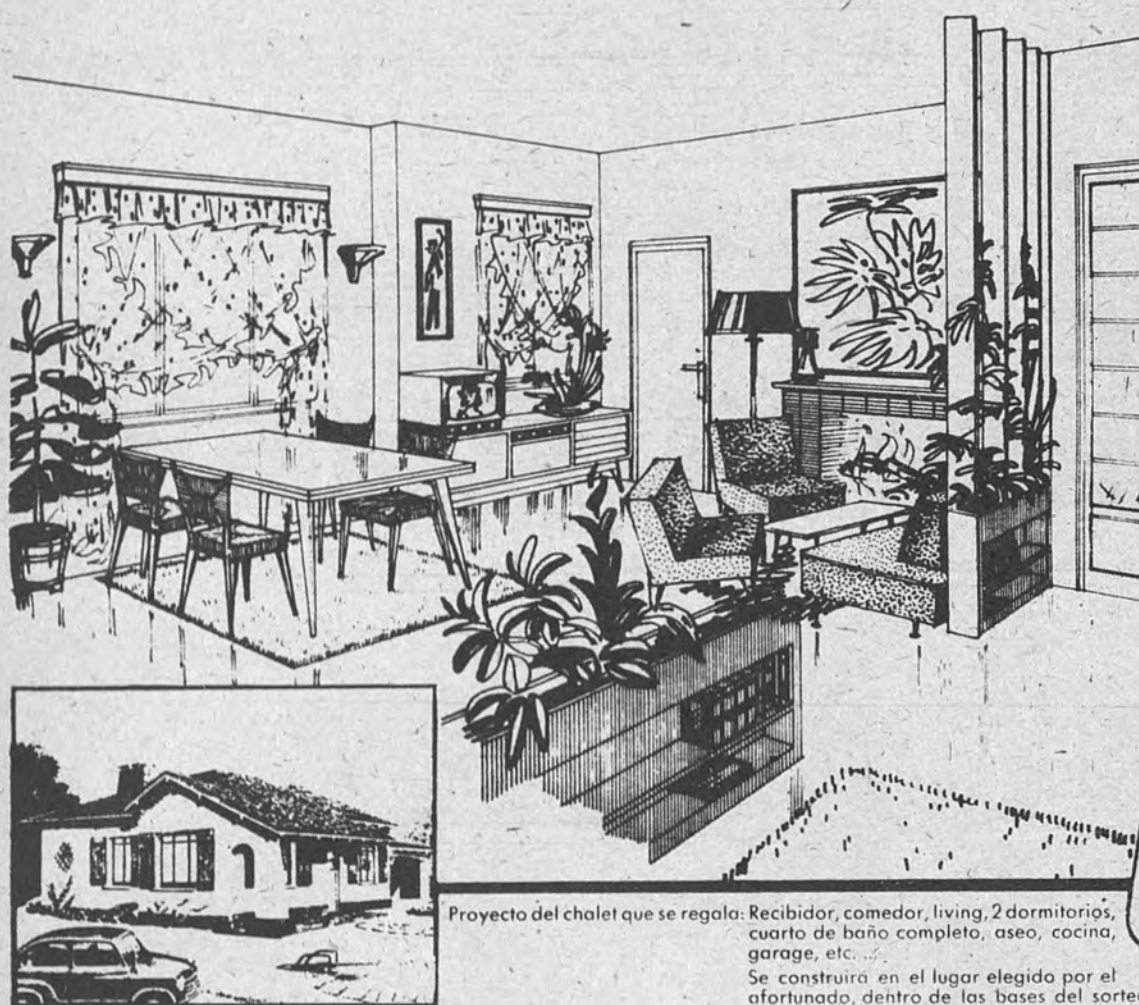 Proyecto del chalet que se regala: Recibidor, comedor, living, 2 dormitorios,
cuarto de baño completo, aseo, cocina,
garage, etc. ...
Se construirá en el lugar elegido por el
afortunado, dentro de las bases del sorteo